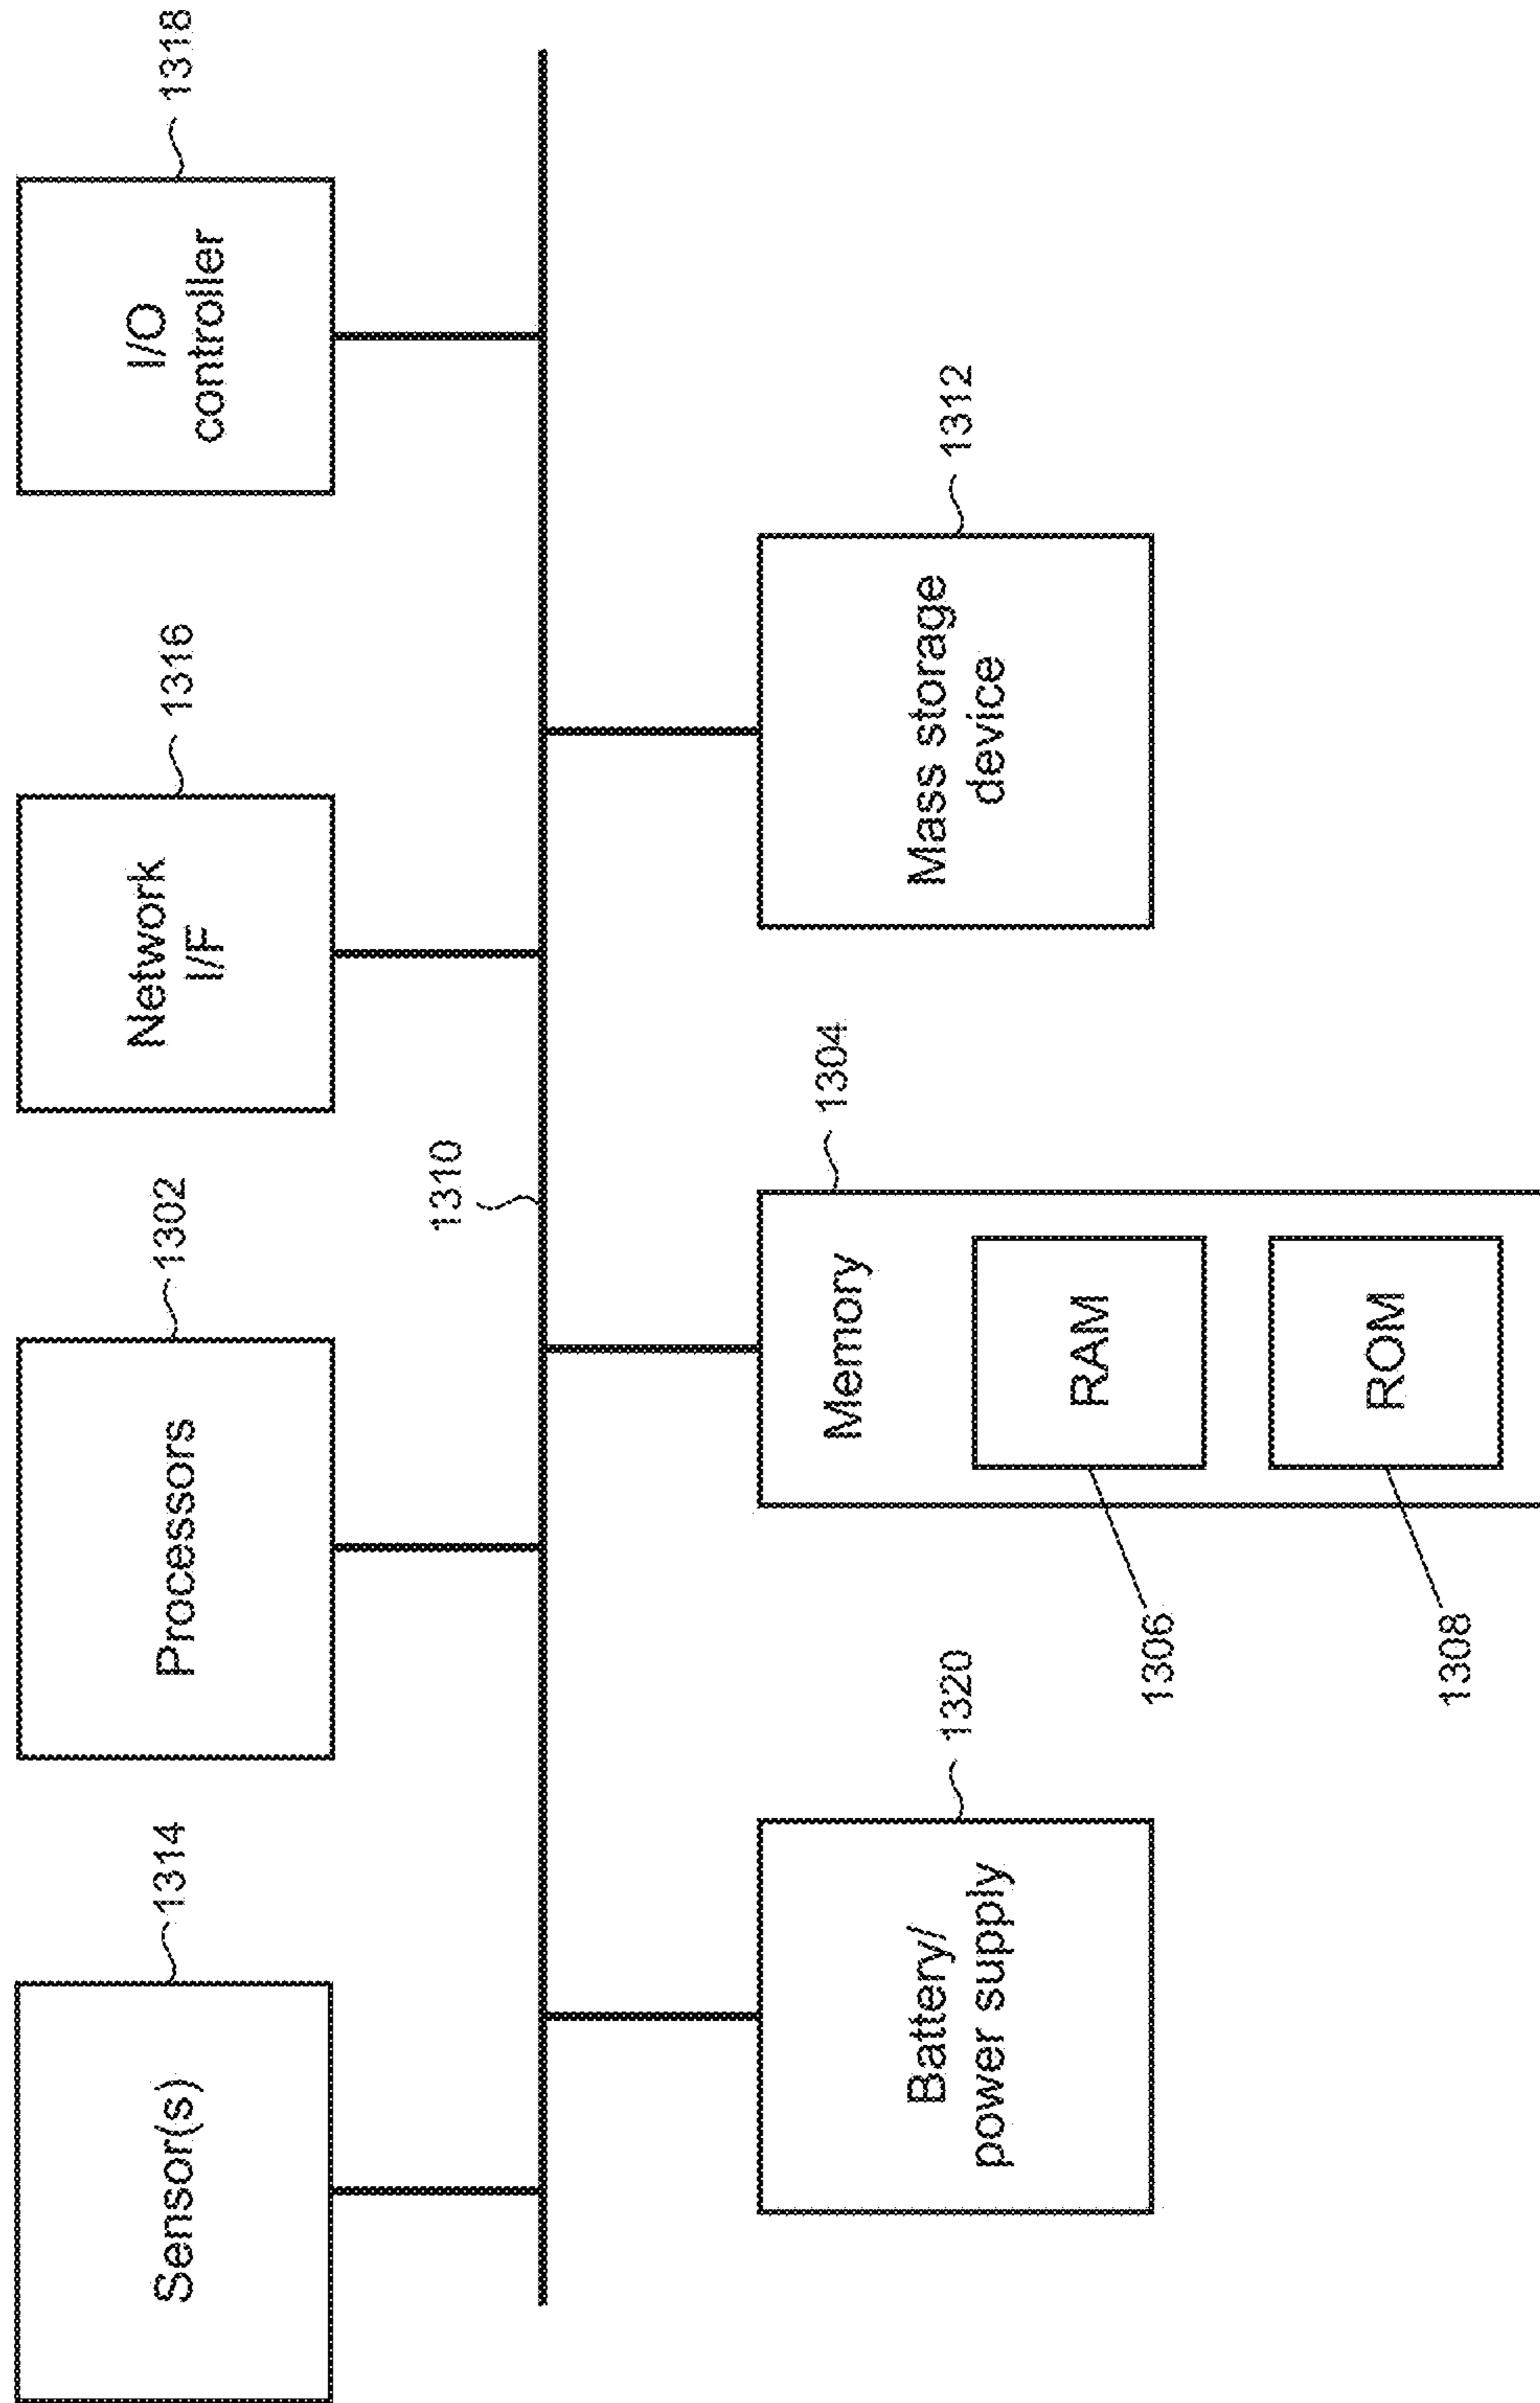 Sensor(s)
1314
Processors
1302
Network
I/F
1316
I/O
controller
1318
1310
Battery/
power supply
1320
Memory
1304
RAM
1306
ROM
1308
Mass storage
device
1312